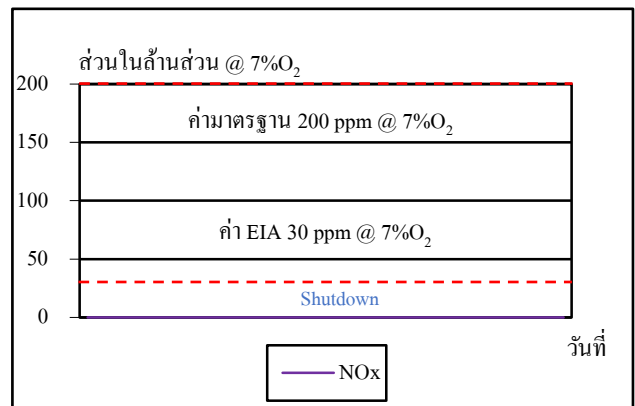 ส่วนในล้านส่วน @ 7%O₂
200
ค่ามาตรฐาน 200 ppm @ 7%O₂
150
100
ค่า EIA 30 ppm @ 7%O₂
50
Shutdown
0
วันที่
NOx